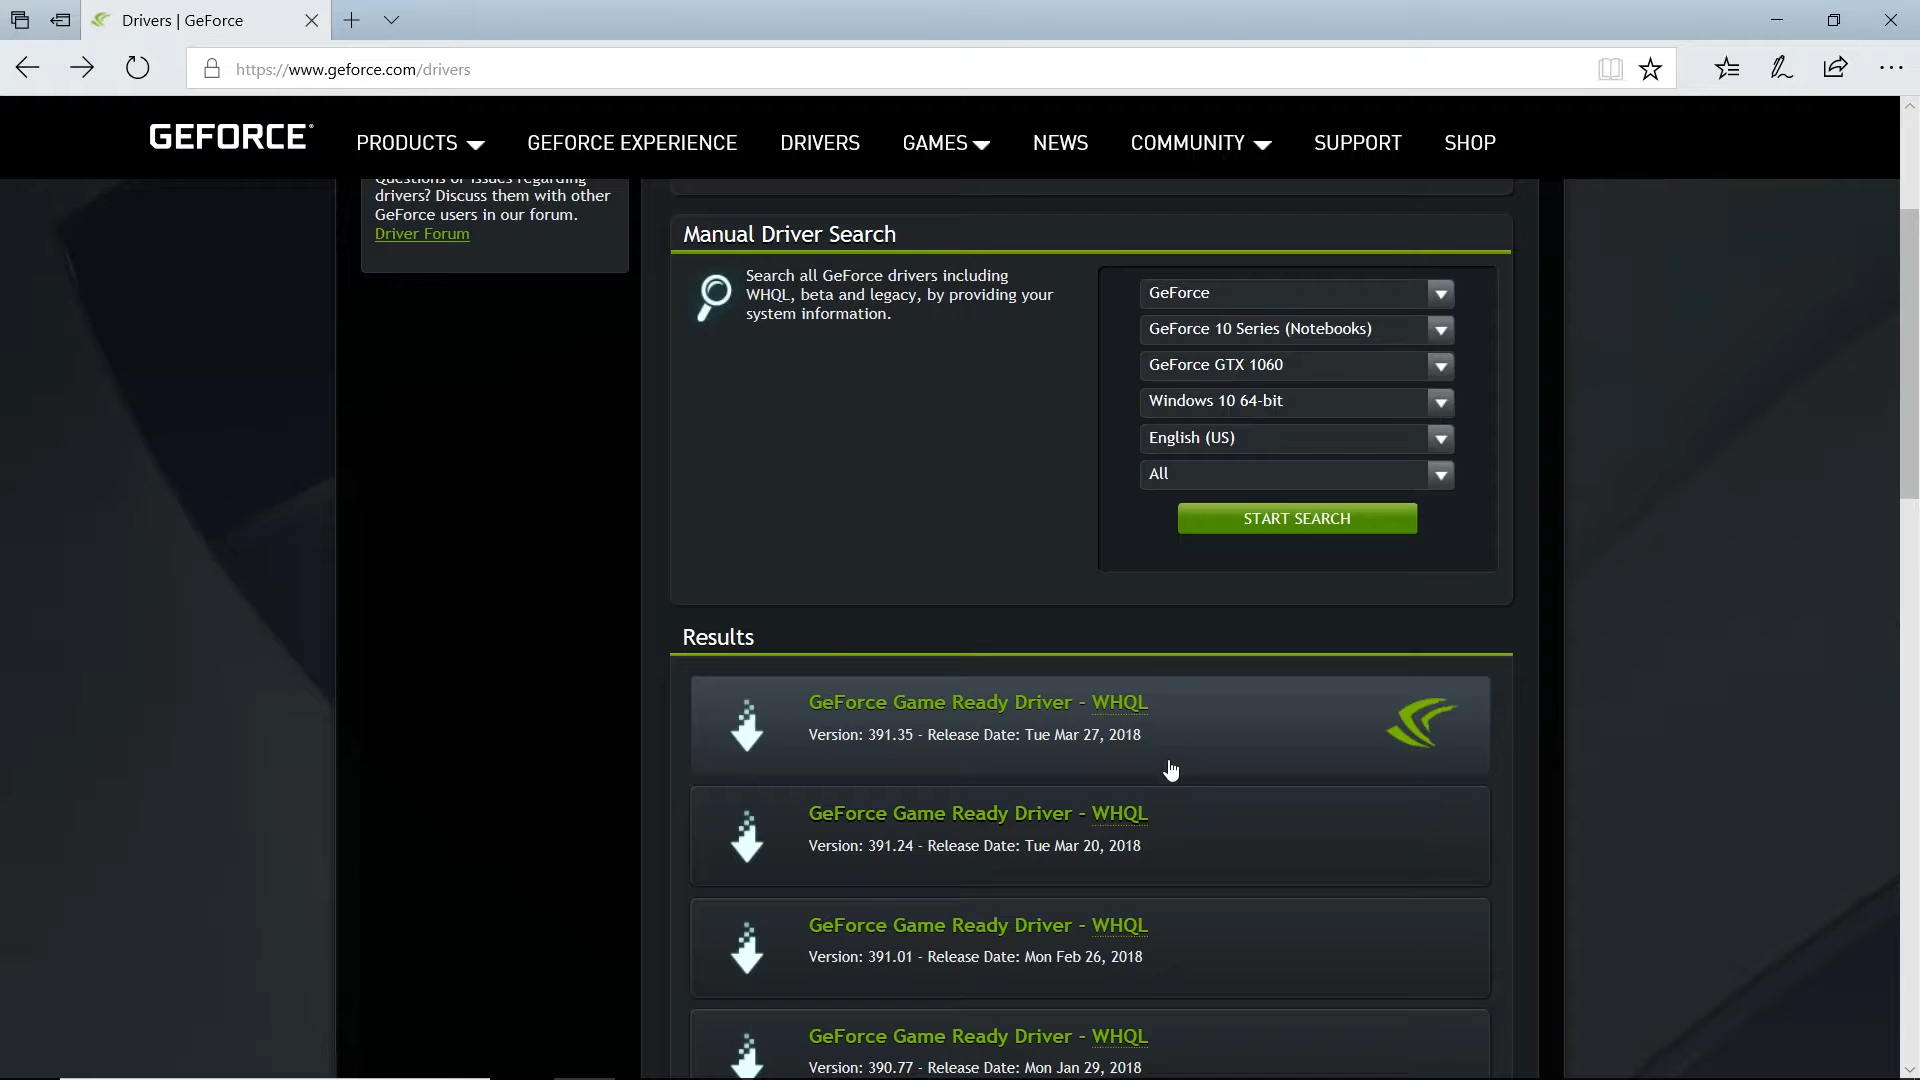 Drivers | GeForce
https://www.geforce.com/drivers
GEFORCE
PRODUCTS
GEFORCE EXPERIENCE
DRIVERS
GAMES
NEWS
COMMUNITY
SUPPORT
SHOP
Questions or issues regarding
drivers? Discuss them with other
GeForce users in our forum.
Driver Forum
Manual Driver Search
Search all GeForce drivers including
WHQL, beta and legacy, by providing your
system information.
GeForce
GeForce 10 Series (Notebooks)
GeForce GTX 1060
Windows 10 64-bit
English (US)
All
START SEARCH
Results
GeForce Game Ready Driver - WHQL
Version: 391.35 - Release Date: Tue Mar 27, 2018
GeForce Game Ready Driver - WHQL
Version: 391.24 - Release Date: Tue Mar 20, 2018
GeForce Game Ready Driver - WHQL
Version: 391.01 - Release Date: Mon Feb 26, 2018
GeForce Game Ready Driver - WHQL
Version: 390.77 - Release Date: Mon Jan 29, 2018